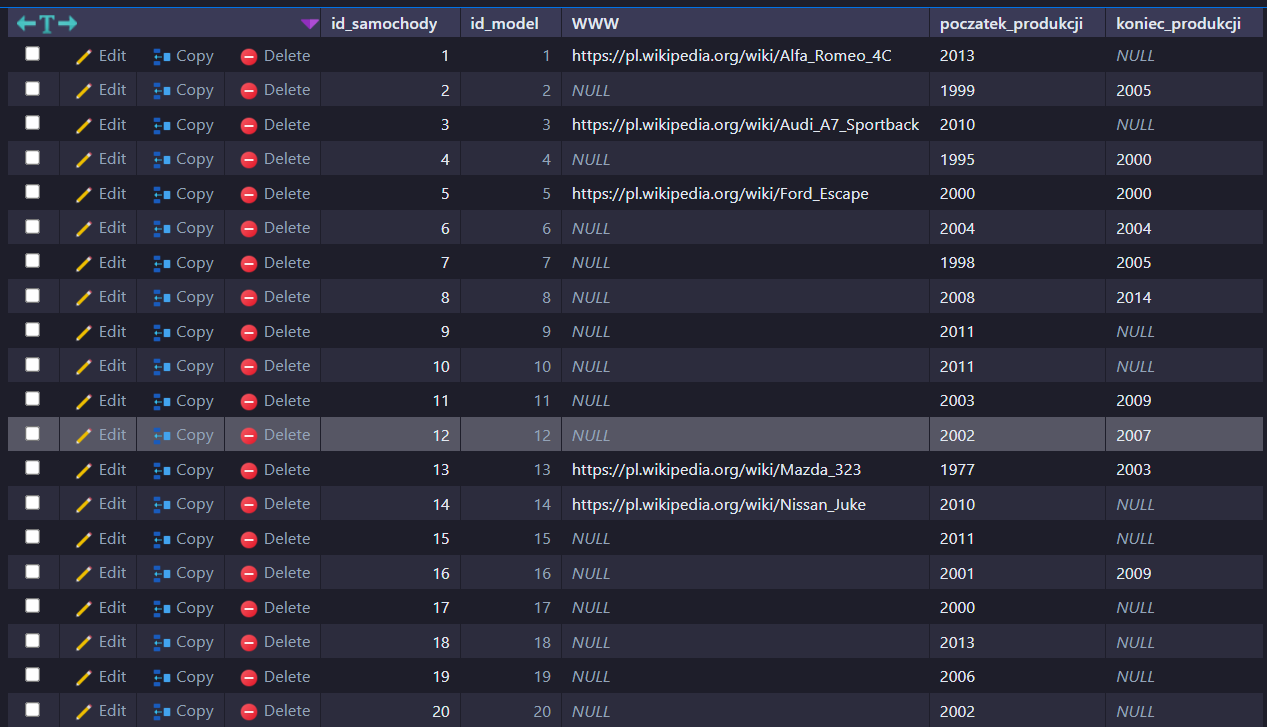 ←T→ id_samochody id_model WWW poczatek_produkcji koniec_produkcji
Edit Copy Delete 1 1 https://pl.wikipedia.org/wiki/Alfa_Romeo_4C 2013 NULL
Edit Copy Delete 2 2 NULL 1999 2005
Edit Copy Delete 3 3 https://pl.wikipedia.org/wiki/Audi_A7_Sportback 2010 NULL
Edit Copy Delete 4 4 NULL 1995 2000
Edit Copy Delete 5 5 https://pl.wikipedia.org/wiki/Ford_Escape 2000 2000
Edit Copy Delete 6 6 NULL 2004 2004
Edit Copy Delete 7 7 NULL 1998 2005
Edit Copy Delete 8 8 NULL 2008 2014
Edit Copy Delete 9 9 NULL 2011 NULL
Edit Copy Delete 10 10 NULL 2011 NULL
Edit Copy Delete 11 11 NULL 2003 2009
Edit Copy Delete 12 12 NULL 2002 2007
Edit Copy Delete 13 13 https://pl.wikipedia.org/wiki/Mazda_323 1977 2003
Edit Copy Delete 14 14 https://pl.wikipedia.org/wiki/Nissan_Juke 2010 NULL
Edit Copy Delete 15 15 NULL 2011 NULL
Edit Copy Delete 16 16 NULL 2001 2009
Edit Copy Delete 17 17 NULL 2000 NULL
Edit Copy Delete 18 18 NULL 2013 NULL
Edit Copy Delete 19 19 NULL 2006 NULL
Edit Copy Delete 20 20 NULL 2002 NULL